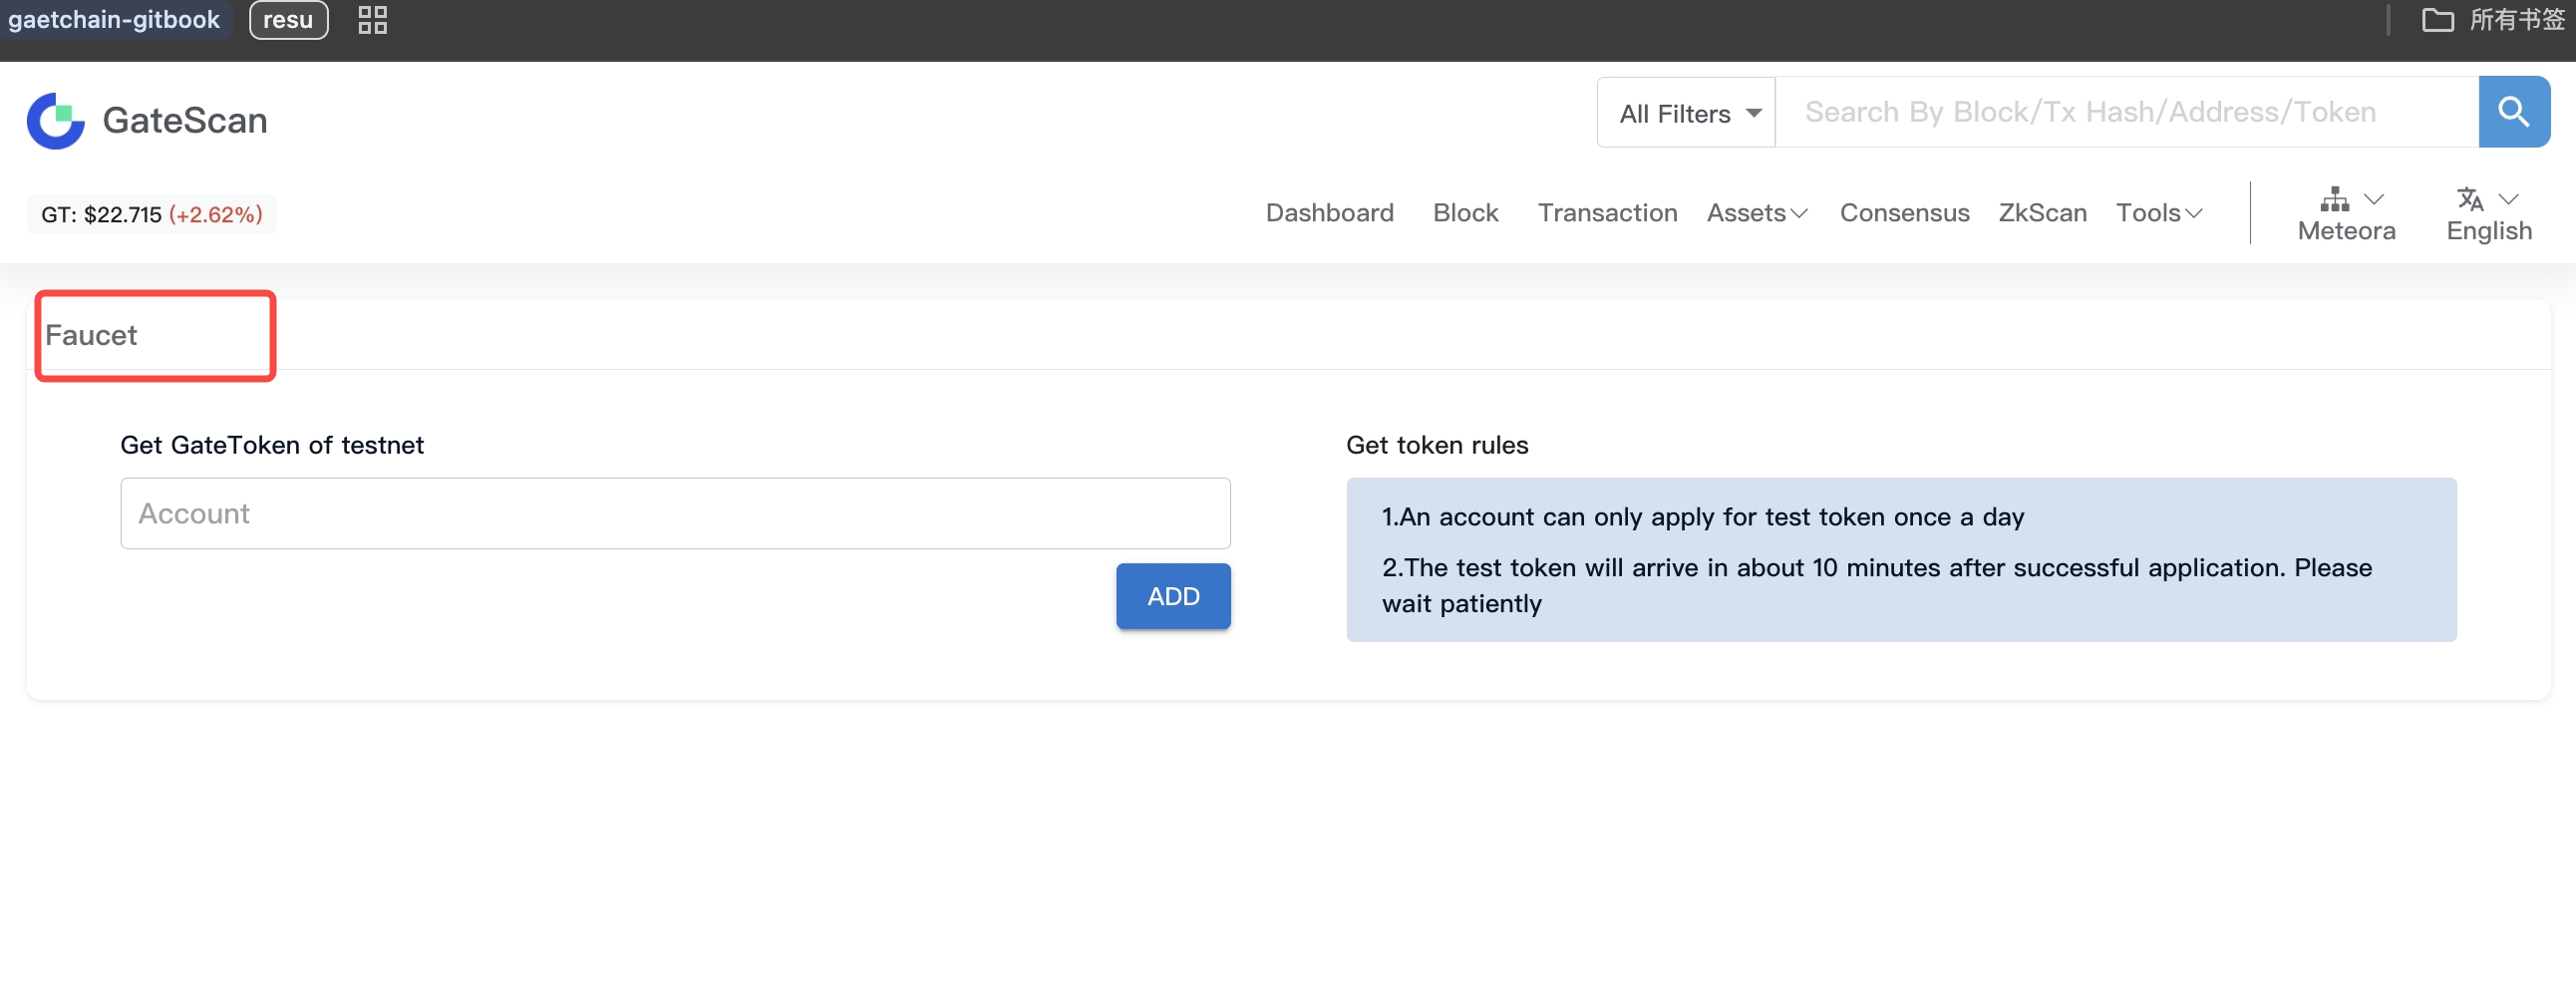 gaetchain-gitbook resu 所有书签
GateScan
All Filters Search By Block/Tx Hash/Address/Token
GT: $22.715 (+2.62%)
Dashboard Block Transaction Assets Consensus ZkScan Tools Meteora English
Faucet
Get GateToken of testnet
Account
ADD
Get token rules
1.An account can only apply for test token once a day
2.The test token will arrive in about 10 minutes after successful application. Please
wait patiently